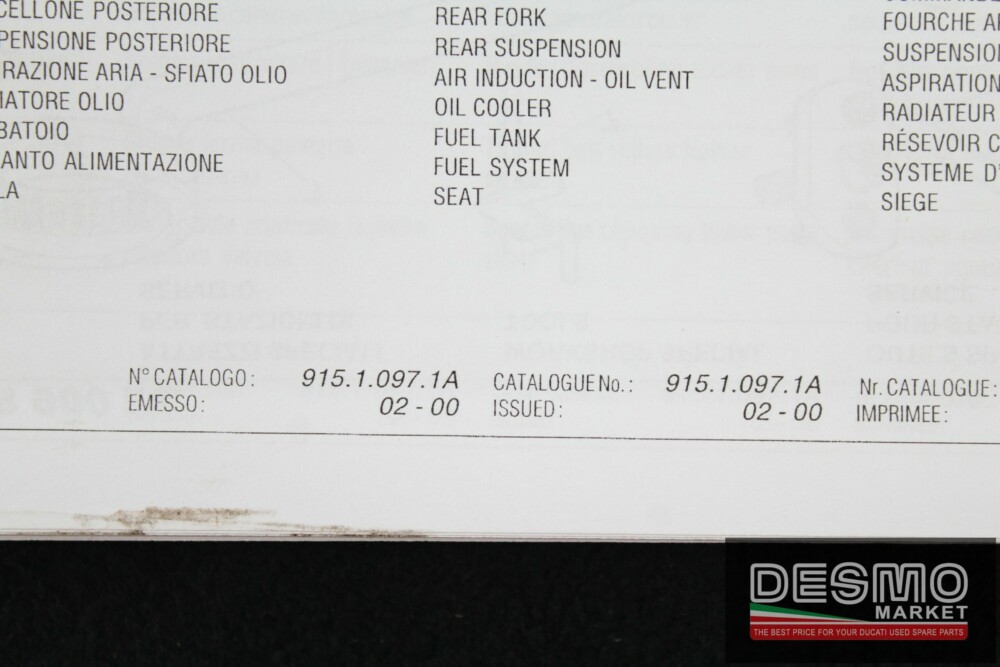 CELLONE POSTERIORE
PENSIONE POSTERIORE
RAZIONE ARIA - SFIATO OLIO
IATORE OLIO
BATOIO
ANTO ALIMENTAZIONE
LA
REAR FORK
REAR SUSPENSION
AIR INDUCTION - OIL VENT
OIL COOLER
FUEL TANK
FUEL SYSTEM
SEAT
FOURCHE A
SUSPENSION
ASPIRATION
RADIATEUR
RÉSEVOIR C
SYSTEME D'
SIEGE
N° CATALOGO: 915.1.097.1A
EMESSO: 02 - 00
CATALOGUE No.: 915.1.097.1A
ISSUED: 02 - 00
Nr. CATALOGUE:
IMPRIMEE:
DESMO
MARKET
THE BEST PRICE FOR YOUR DUCATI USED SPARE PARTS